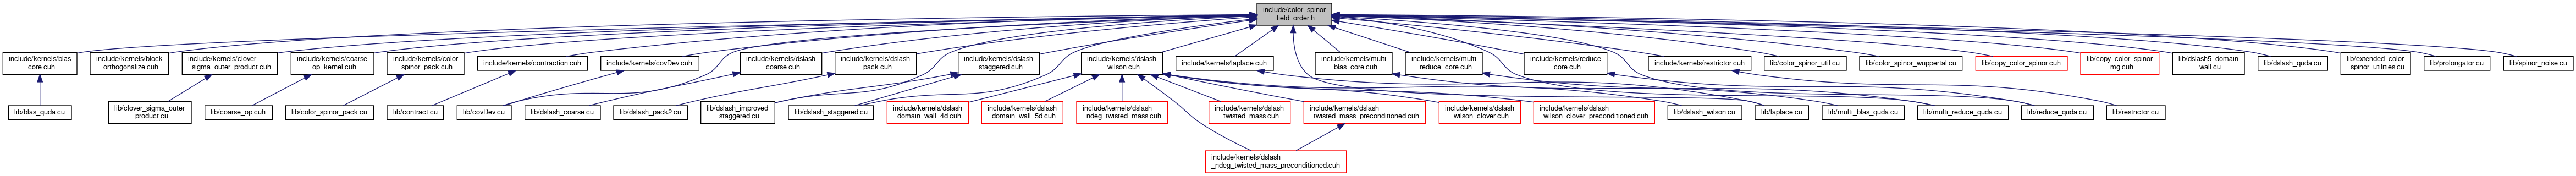 include/color_spinor
_field_order.h
include/kernels/blas
_core.cuh
include/kernels/block
_orthogonalize.cuh
include/kernels/clover
_sigma_outer_product.cuh
include/kernels/coarse
_op_kernel.cuh
include/kernels/color
_spinor_pack.cuh
include/kernels/contraction.cuh
include/kernels/covDev.cuh
include/kernels/dslash
_coarse.cuh
include/kernels/dslash
_pack.cuh
include/kernels/dslash
_staggered.cuh
include/kernels/dslash
_wilson.cuh
include/kernels/laplace.cuh
include/kernels/multi
_blas_core.cuh
include/kernels/multi
_reduce_core.cuh
include/kernels/reduce
_core.cuh
include/kernels/restrictor.cuh
lib/color_spinor_util.cu
lib/color_spinor_wuppertal.cu
lib/copy_color_spinor.cuh
lib/copy_color_spinor
_mg.cuh
lib/dslash5_domain
_wall.cu
lib/dslash_quda.cu
lib/extended_color
_spinor_utilities.cu
lib/prolongator.cu
lib/spinor_noise.cu
lib/blas_quda.cu
lib/clover_sigma_outer
_product.cu
lib/coarse_op.cuh
lib/color_spinor_pack.cu
lib/contract.cu
lib/covDev.cu
lib/dslash_coarse.cu
lib/dslash_pack2.cu
lib/dslash_improved
_staggered.cu
lib/dslash_staggered.cu
include/kernels/dslash
_domain_wall_4d.cuh
include/kernels/dslash
_domain_wall_5d.cuh
include/kernels/dslash
_ndeg_twisted_mass.cuh
include/kernels/dslash
_twisted_mass.cuh
include/kernels/dslash
_twisted_mass_preconditioned.cuh
include/kernels/dslash
_wilson_clover.cuh
include/kernels/dslash
_wilson_clover_preconditioned.cuh
lib/dslash_wilson.cu
lib/laplace.cu
lib/multi_blas_quda.cu
lib/multi_reduce_quda.cu
lib/reduce_quda.cu
lib/restrictor.cu
include/kernels/dslash
_ndeg_twisted_mass_preconditioned.cuh